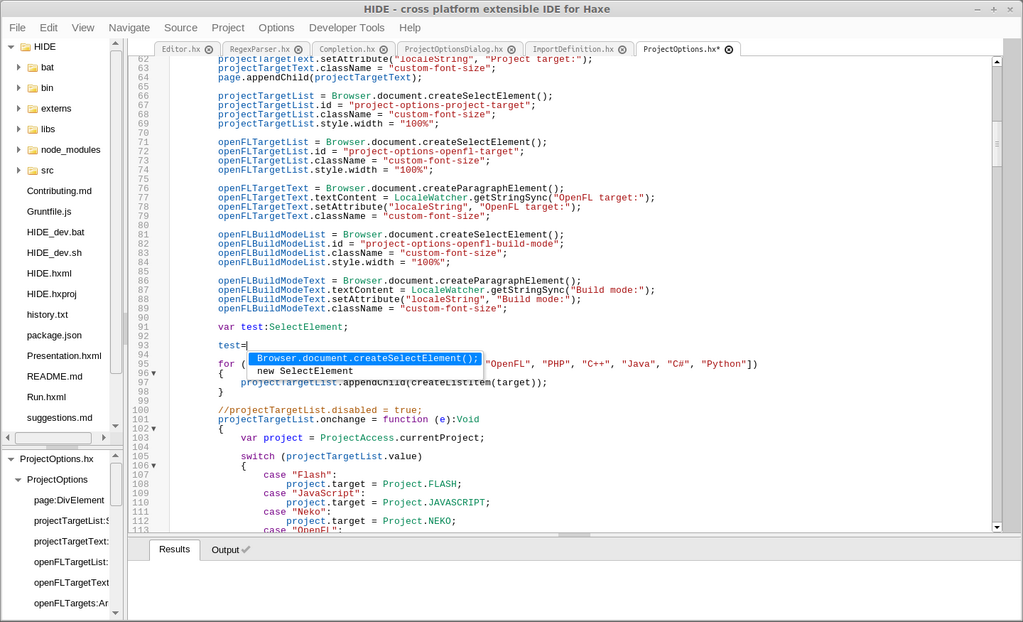 HIDE - cross platform extensible IDE for Haxe
File Edit View Navigate Source Project Options Developer Tools Help
HIDE
bat
bin
externs
libs
node_modules
src
Contributing.md
Gruntfile.js
HIDE_dev.bat
HIDE_dev.sh
HIDE.hxml
HIDE.hxproj
history.txt
package.json
Presentation.hxml
README.md
Run.hxml
suggestions.md
ProjectOptions.hx
ProjectOptions
page:DivElement
projectTargetList:S
projectTargetText:
openFLTargetList:
openFLTargetText
openFLTargets:Ar
Editor.hx RegexParser.hx Completion.hx ProjectOptionsDialog.hx ImportDefinition.hx ProjectOptions.hx*
62 projectTargetText.setAttribute("localeString", "Project target:");
63 projectTargetText.className = "custom-font-size";
64 page.appendChild(projectTargetText);
65
66 projectTargetList = Browser.document.createSelectElement();
67 projectTargetList.id = "project-options-project-target";
68 projectTargetList.className = "custom-font-size";
69 projectTargetList.style.width = "100%";
70
71 openFLTargetList = Browser.document.createSelectElement();
72 openFLTargetList.id = "project-options-openfl-target";
73 openFLTargetList.className = "custom-font-size";
74 openFLTargetList.style.width = "100%";
75
76 openFLTargetText = Browser.document.createParagraphElement();
77 openFLTargetText.textContent = LocaleWatcher.getStringSync("OpenFL target:");
78 openFLTargetText.setAttribute("localeString", "OpenFL target:");
79 openFLTargetText.className = "custom-font-size";
80
81 openFLBuildModeList = Browser.document.createSelectElement();
82 openFLBuildModeList.id = "project-options-openfl-build-mode";
83 openFLBuildModeList.className = "custom-font-size";
84 openFLBuildModeList.style.width = "100%";
85
86 openFLBuildModeText = Browser.document.createParagraphElement();
87 openFLBuildModeText.textContent = LocaleWatcher.getStringSync("Build mode:");
88 openFLBuildModeText.setAttribute("localeString", "Build mode:");
89 openFLBuildModeText.className = "custom-font-size";
90
91 var test:SelectElement;
92
93 test=
94 Browser.document.createSelectElement();
95 for ( "OpenFL", "PHP", "C++", "Java", "C#", "Python"])
new SelectElement
96 {
97 projectTargetList.appendChild(createListItem(target));
98 }
99
100 //projectTargetList.disabled = true;
101 projectTargetList.onchange = function (e):Void
102 {
103 var project = ProjectAccess.currentProject;
104
105 switch (projectTargetList.value)
106 {
107 case "Flash":
108 project.target = Project.FLASH;
109 case "JavaScript":
110 project.target = Project.JAVASCRIPT;
111 case "Neko":
112 project.target = Project.NEKO;
113 case "OpenFL":
Results Output